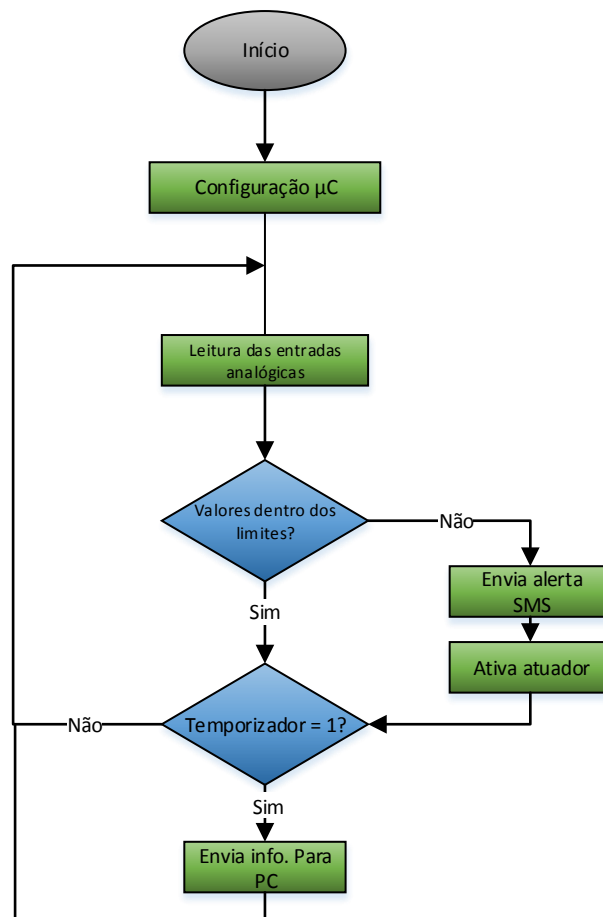 Início
Configuração µC
Leitura das entradas
analógicas
Valores dentro dos
limites?
Não
Envia alerta
SMS
Sim
Ativa atuador
Não
Temporizador = 1?
Sim
Envia info. Para
PC